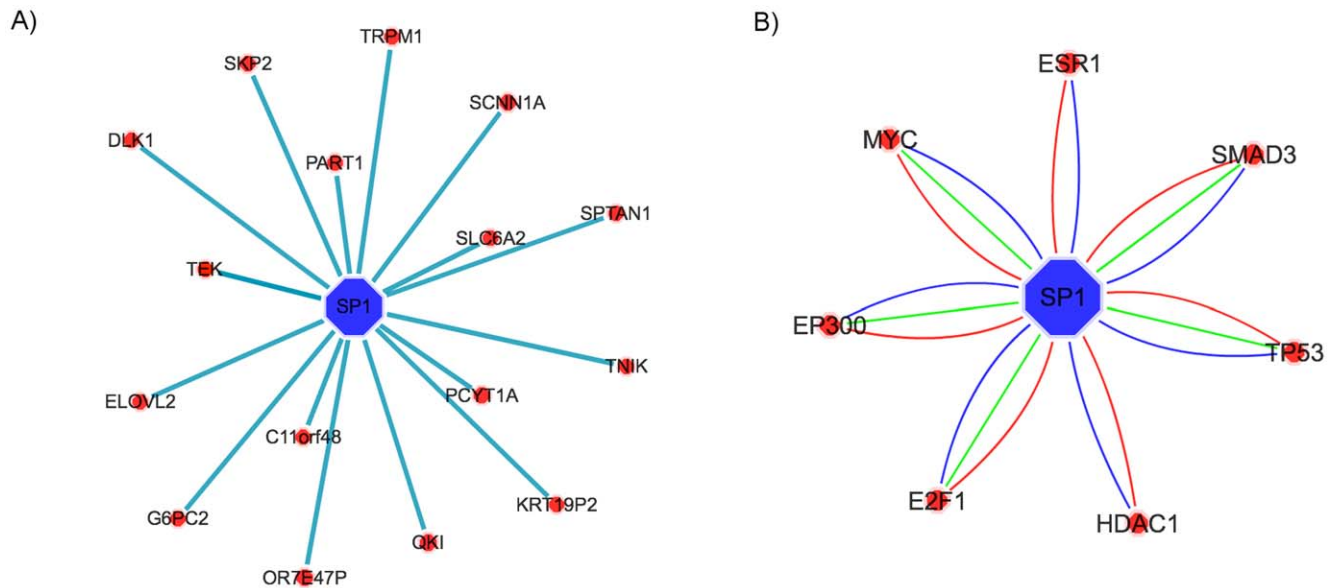 A)
TRPM1
SKP2
SCNN1A
DLK1
PART1
SPTAN1
SLC6A2
TEK
SP1
TNIK
PCYT1A
ELOVL2
C11orf48
KRT19P2
G6PC2
QKI
OR7E47P
B)
ESR1
MYC
SMAD3
SP1
EP300
TP53
E2F1
HDAC1